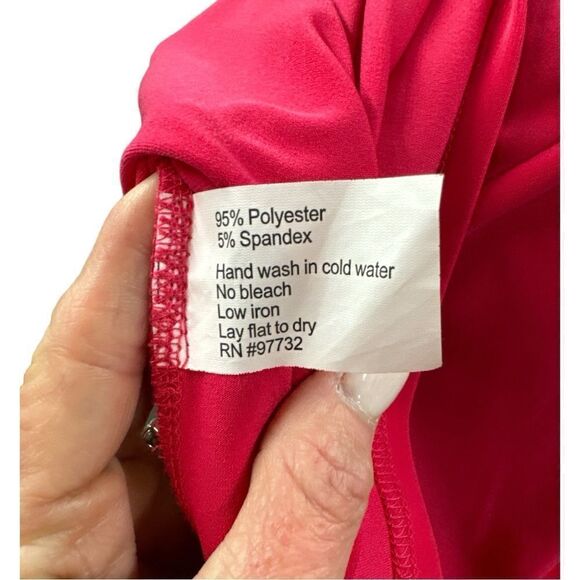 95% Polyester
5% Spandex
Hand wash in cold water
No bleach
Low iron
Lay flat to dry
RN #97732